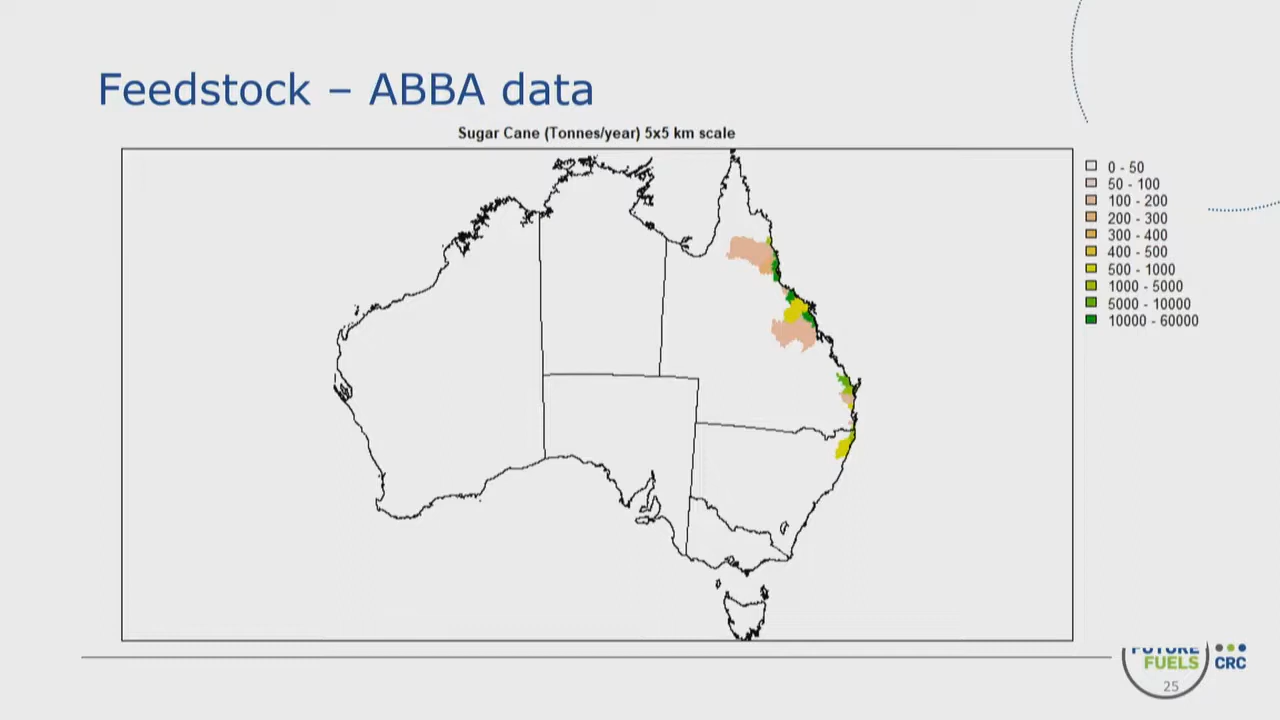 Feedstock – ABBA data
Sugar Cane (Tonnes/year) 5x5 km scale
0 - 50
50 - 100
100 - 200
200 - 300
300 - 400
400 - 500
500 - 1000
1000 - 5000
5000 - 10000
10000 - 60000
FUTURE
FUELS CRC
25